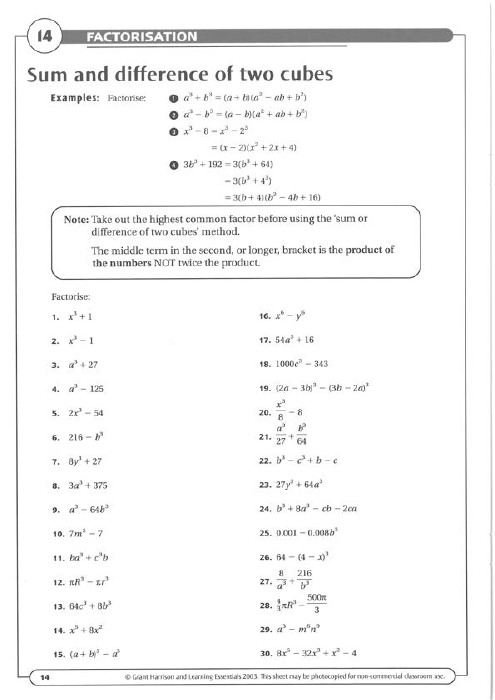 14 FACTORISATION
Sum and difference of two cubes
Examples: Factorise: ❶ a³ + b³ = (a + b)(a² − ab + b²)
❷ a³ − b³ = (a − b)(a² + ab + b²)
❸ x³ − 8 = x³ − 2³
= (x − 2)(x² + 2x + 4)
❹ 3b³ + 192 = 3(b³ + 64)
= 3(b³ + 4³)
= 3(b + 4)(b² − 4b + 16)
Note: Take out the highest common factor before using the 'sum or
difference of two cubes' method.
The middle term in the second, or longer, bracket is the product of
the numbers NOT twice the product.
Factorise:
1. x³ + 1
2. x³ − 1
3. a³ + 27
4. a³ − 125
5. 2x³ − 54
6. 216 − b³
7. 8y³ + 27
8. 3a³ + 375
9. a³ − 64b³
10. 7m³ − 7
11. ba³ + c³b
12. πR³ − πr³
13. 64c³ + 8b³
14. x⁵ + 8x²
15. (a + b)³ − a³
16. x⁶ − y⁶
17. 54a³ + 16
18. 1000c³ − 343
19. (2a − 3b)³ − (3b − 2a)³
20. x³/8 − 8
21. a³/27 + b³/64
22. b³ − c³ + b − c
23. 27y³ + 64a³
24. b³ + 8a³ − cb − 2ca
25. 0.001 − 0.008b³
26. 64 − (4 − x)³
27. 8/a³ + 216/b³
28. 4/3 πR³ − 500π/3
29. a³ − m⁶n⁹
30. 8x⁵ − 32x³ + x² − 4
14 © Grant Harrison and Learning Essentials 2003. This sheet may be photocopied for non-commercial classroom use.